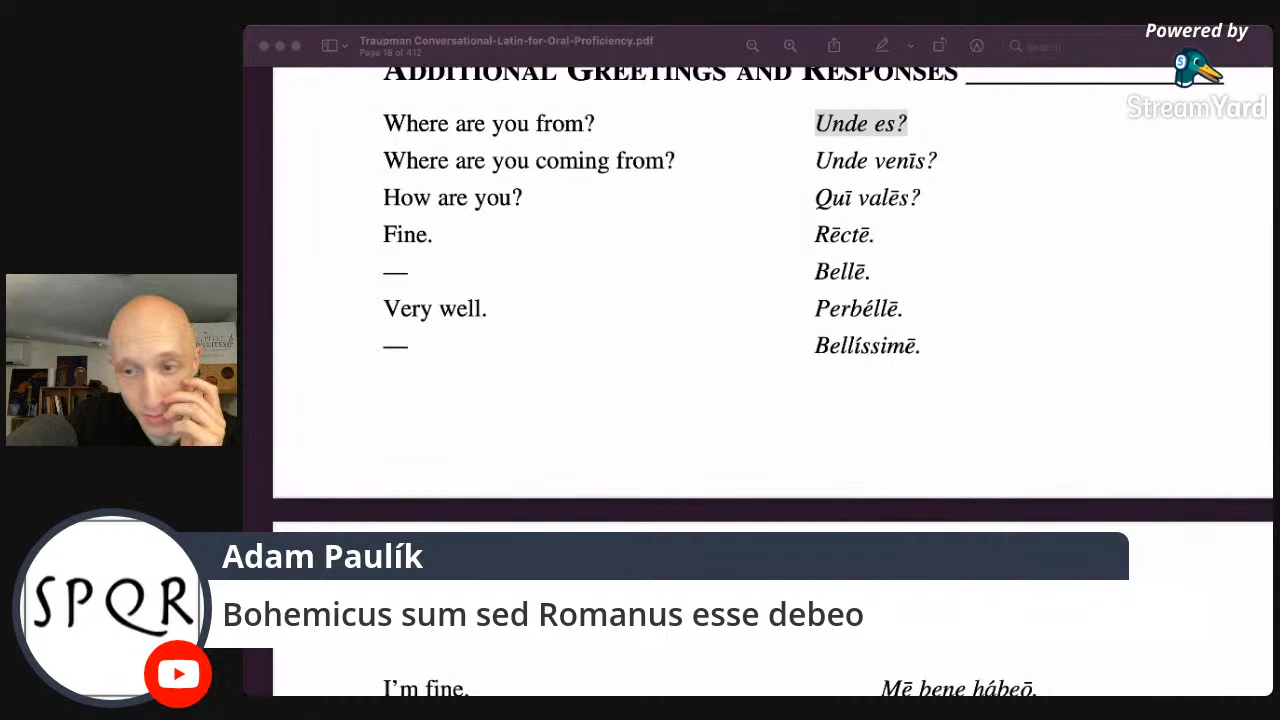 Powered by
StreamYard
Traupman Conversational-Latin-for-Oral-Proficiency.pdf
Page 18 of 412
ADDITIONAL GREETINGS AND RESPONSES
Where are you from? Unde es?
Where are you coming from? Unde venīs?
How are you? Quī valēs?
Fine. Rēctē.
— Bellē.
Very well. Perbéllē.
— Bellíssimē.
Adam Paulík
SPQR
Bohemicus sum sed Romanus esse debeo
I'm fine. Mē bene hábeō.